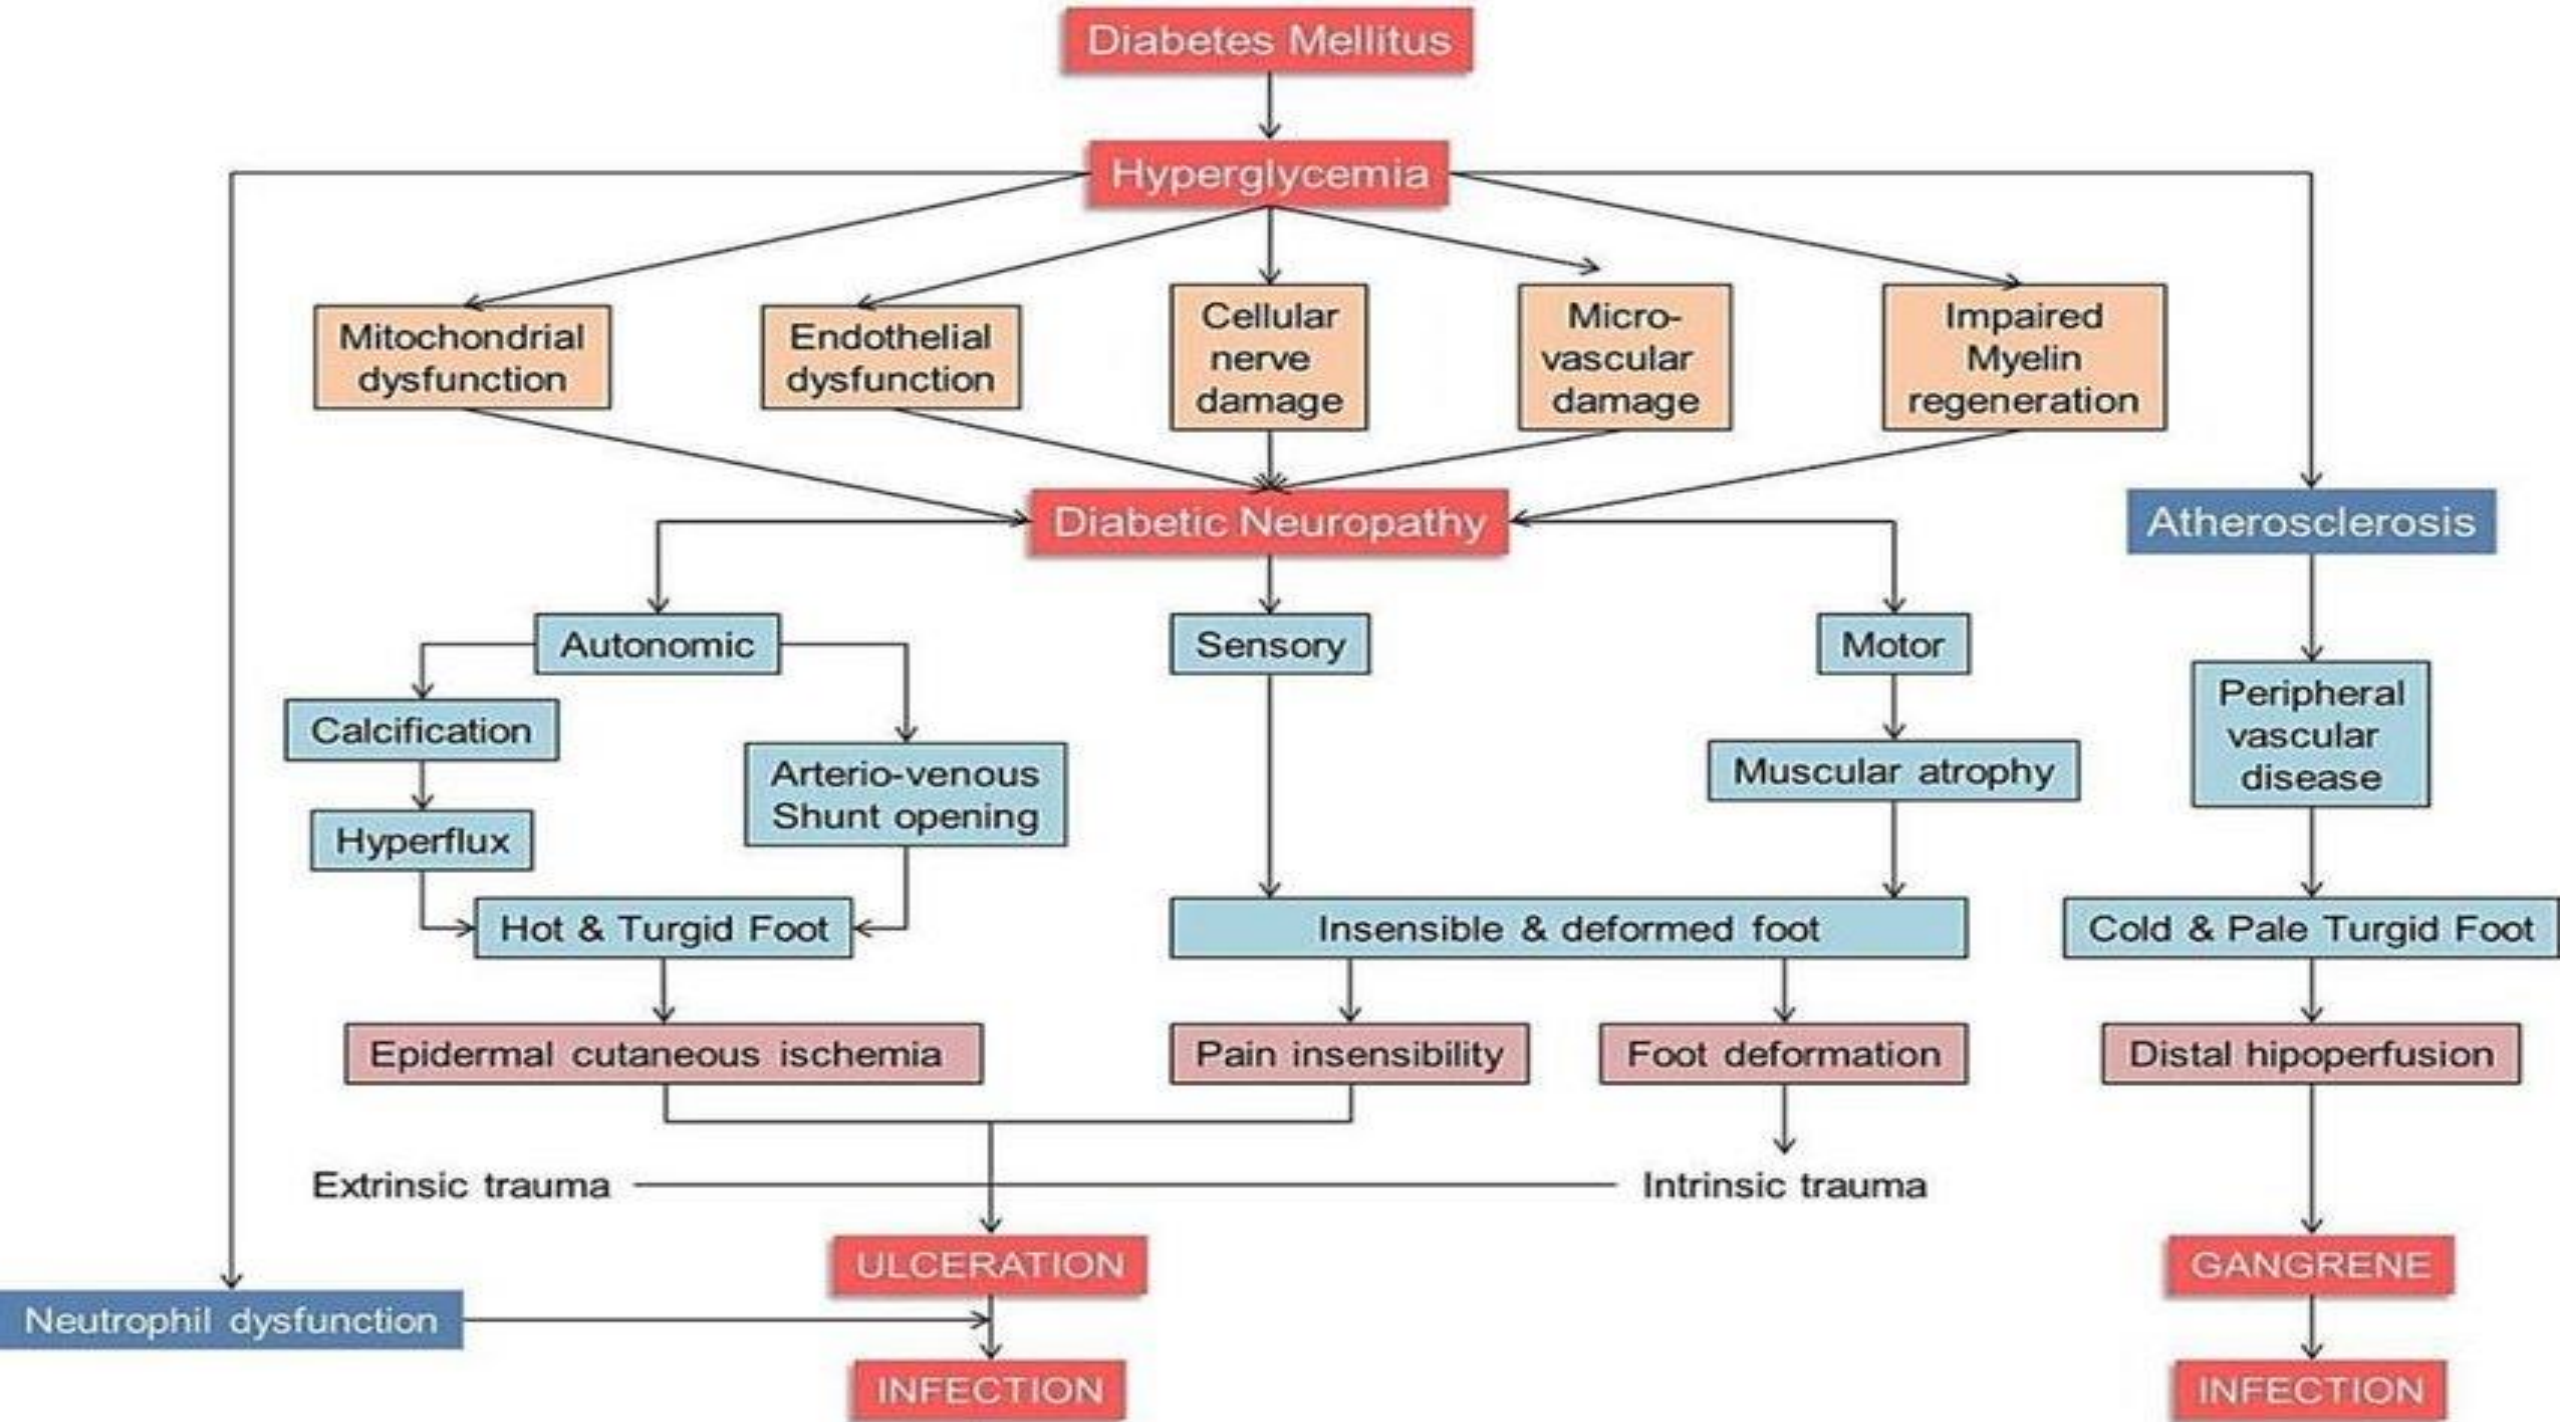 Diabetes Mellitus
Hyperglycemia
Mitochondrial
dysfunction
Endothelial
dysfunction
Cellular
nerve
damage
Micro-
vascular
damage
Impaired
Myelin
regeneration
Diabetic Neuropathy
Atherosclerosis
Autonomic
Sensory
Motor
Calcification
Arterio-venous
Shunt opening
Muscular atrophy
Peripheral
vascular
disease
Hyperflux
Hot & Turgid Foot
Insensible & deformed foot
Cold & Pale Turgid Foot
Epidermal cutaneous ischemia
Pain insensibility
Foot deformation
Distal hipoperfusion
Extrinsic trauma
Intrinsic trauma
ULCERATION
GANGRENE
Neutrophil dysfunction
INFECTION
INFECTION